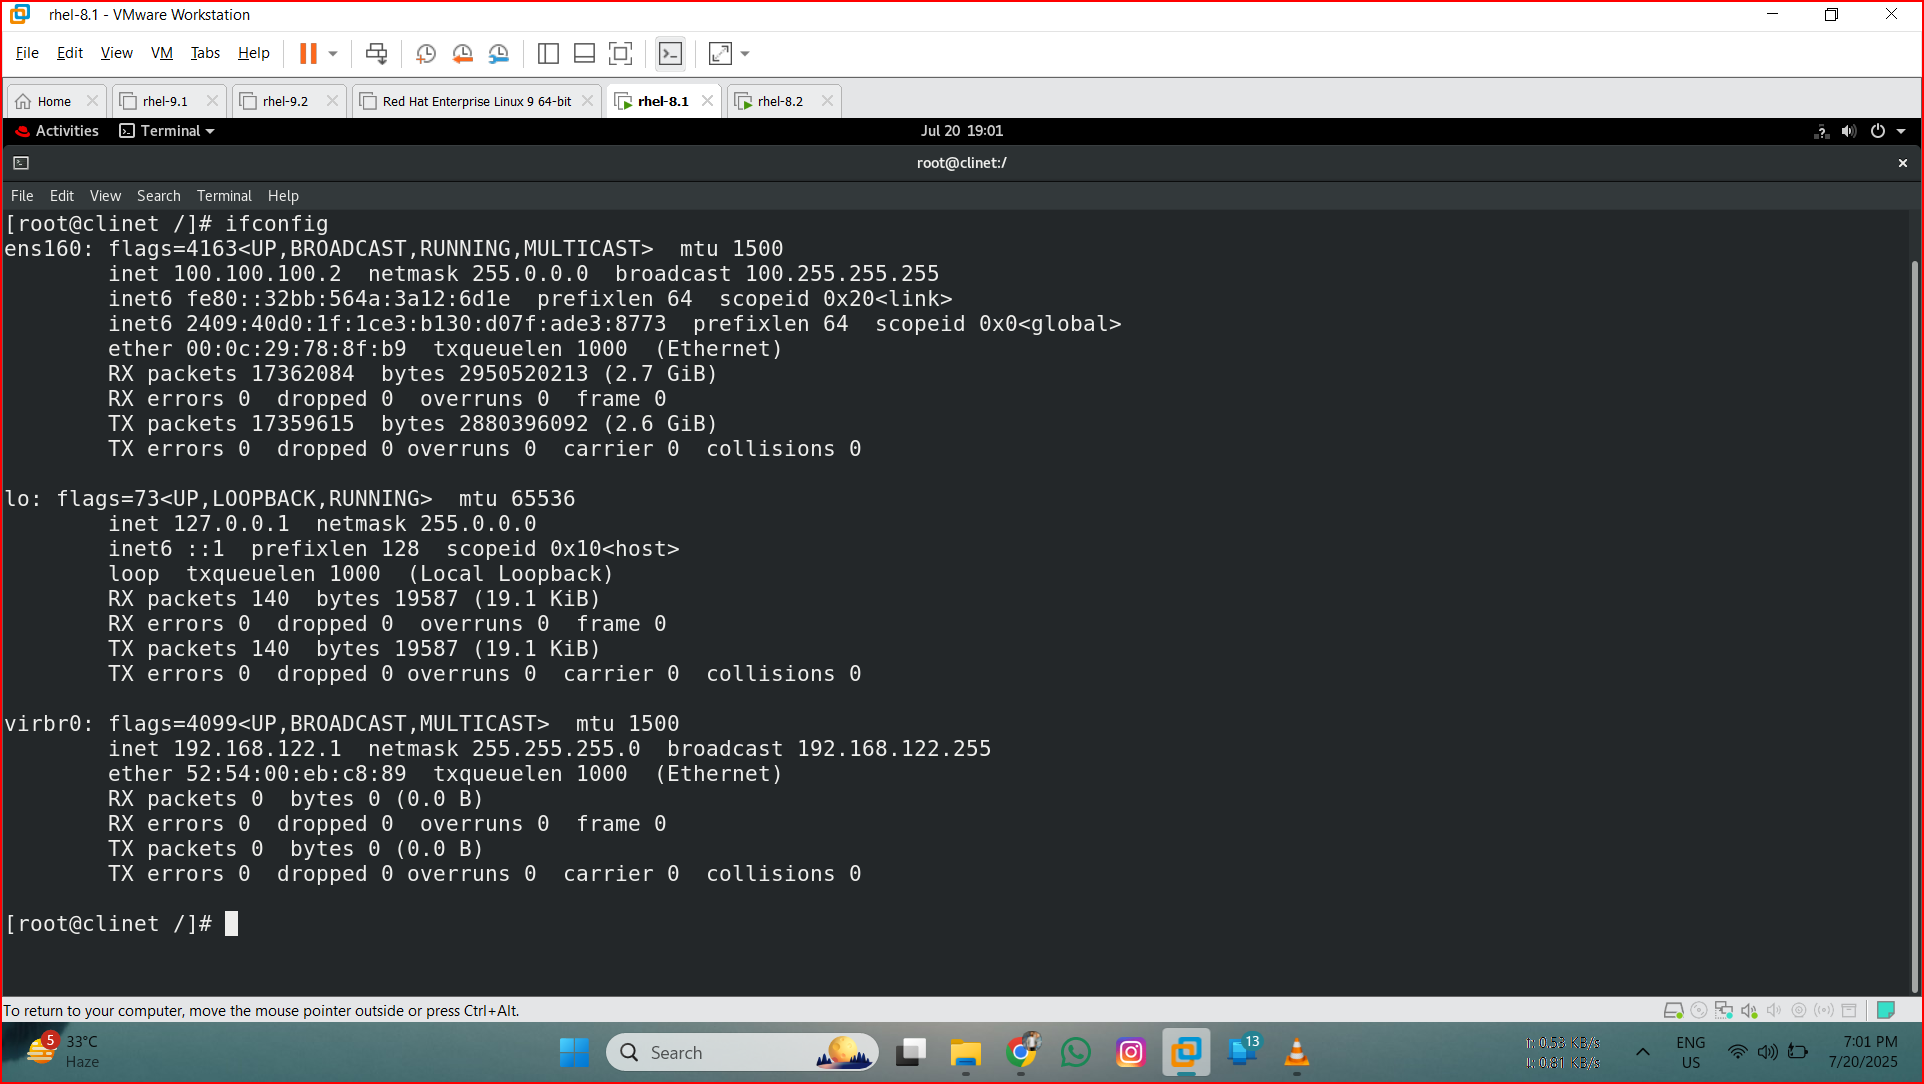 rhel-8.1 - VMware Workstation
File Edit View VM Tabs Help
Home rhel-9.1 rhel-9.2 Red Hat Enterprise Linux 9 64-bit rhel-8.1 rhel-8.2
Activities Terminal Jul 20 19:01
root@clinet:/
File Edit View Search Terminal Help
[root@clinet /]# ifconfig
ens160: flags=4163<UP,BROADCAST,RUNNING,MULTICAST>  mtu 1500
        inet 100.100.100.2  netmask 255.0.0.0  broadcast 100.255.255.255
        inet6 fe80::32bb:564a:3a12:6d1e  prefixlen 64  scopeid 0x20<link>
        inet6 2409:40d0:1f:1ce3:b130:d07f:ade3:8773  prefixlen 64  scopeid 0x0<global>
        ether 00:0c:29:78:8f:b9  txqueuelen 1000  (Ethernet)
        RX packets 17362084  bytes 2950520213 (2.7 GiB)
        RX errors 0  dropped 0  overruns 0  frame 0
        TX packets 17359615  bytes 2880396092 (2.6 GiB)
        TX errors 0  dropped 0 overruns 0  carrier 0  collisions 0
lo: flags=73<UP,LOOPBACK,RUNNING>  mtu 65536
        inet 127.0.0.1  netmask 255.0.0.0
        inet6 ::1  prefixlen 128  scopeid 0x10<host>
        loop  txqueuelen 1000  (Local Loopback)
        RX packets 140  bytes 19587 (19.1 KiB)
        RX errors 0  dropped 0  overruns 0  frame 0
        TX packets 140  bytes 19587 (19.1 KiB)
        TX errors 0  dropped 0 overruns 0  carrier 0  collisions 0
virbr0: flags=4099<UP,BROADCAST,MULTICAST>  mtu 1500
        inet 192.168.122.1  netmask 255.255.255.0  broadcast 192.168.122.255
        ether 52:54:00:eb:c8:89  txqueuelen 1000  (Ethernet)
        RX packets 0  bytes 0 (0.0 B)
        RX errors 0  dropped 0  overruns 0  frame 0
        TX packets 0  bytes 0 (0.0 B)
        TX errors 0  dropped 0 overruns 0  carrier 0  collisions 0
[root@clinet /]#
To return to your computer, move the mouse pointer outside or press Ctrl+Alt.
5 33°C
Haze
Search
13
0.53 KB/s
0.81 KB/s
ENG
US
7:01 PM
7/20/2025